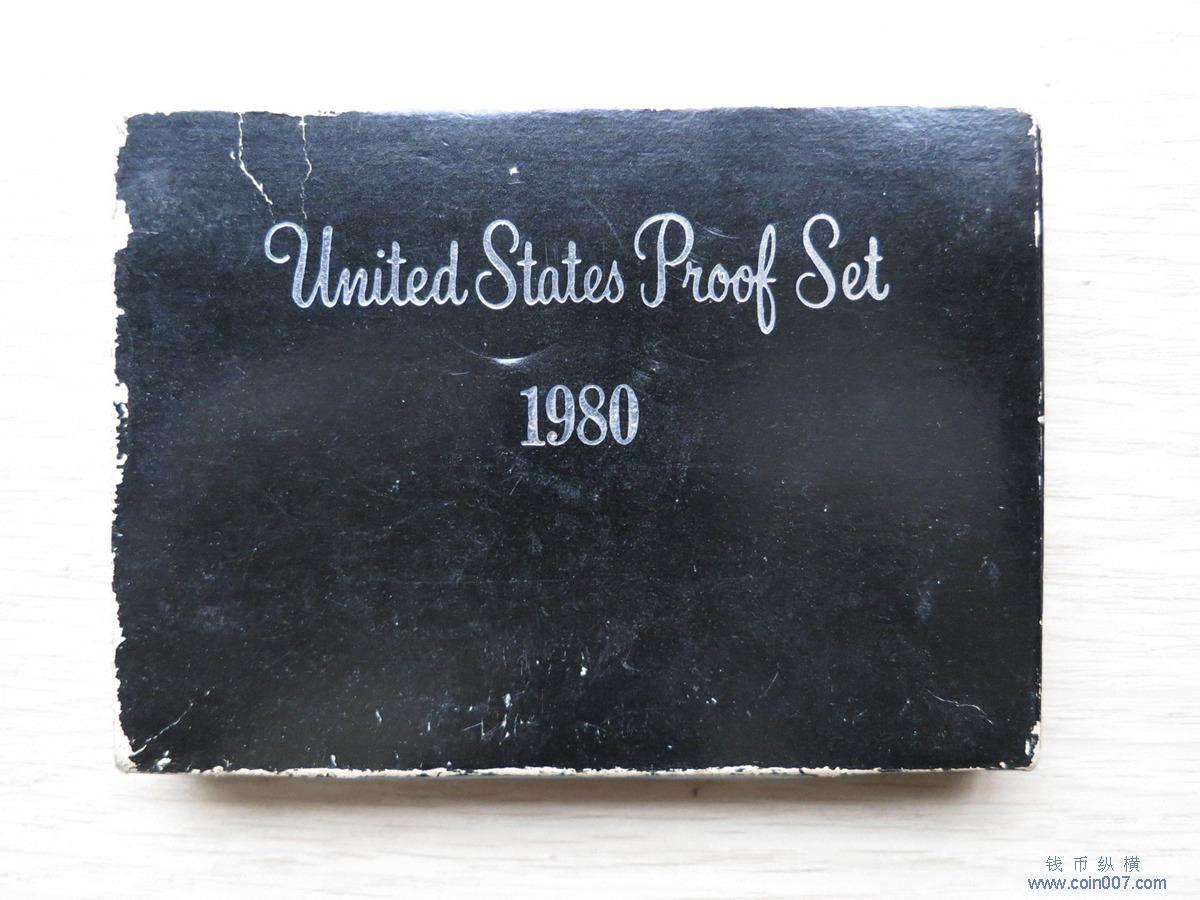 United States Proof Set
1980
钱币纵横
www.coin007.com